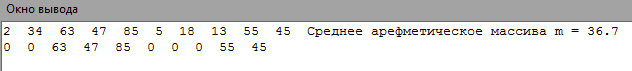 Окно вывода
2 34 63 47 85 5 18 13 55 45 Среднее арефметическое массива m = 36.7
0 0 63 47 85 0 0 0 55 45